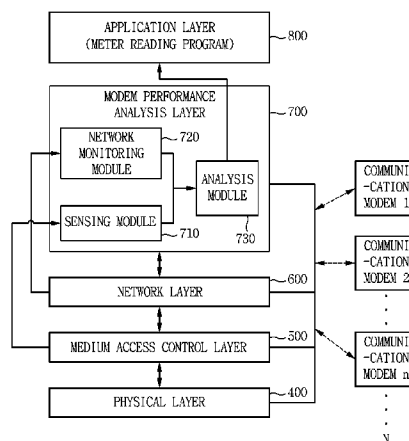 APPLICATION LAYER
(METER READING PROGRAM)
800
MODEM PERFORMANCE
ANALYSIS LAYER
700
NETWORK
MONITORING
MODULE
720
ANALYSIS
MODULE
730
SENSING MODULE
710
NETWORK LAYER
600
MEDIUM ACCESS CONTROL LAYER
500
PHYSICAL LAYER
400
COMMUNI
-CATION
MODEM 1
COMMUNI
-CATION
MODEM 2
COMMUNI
-CATION
MODEM n
N